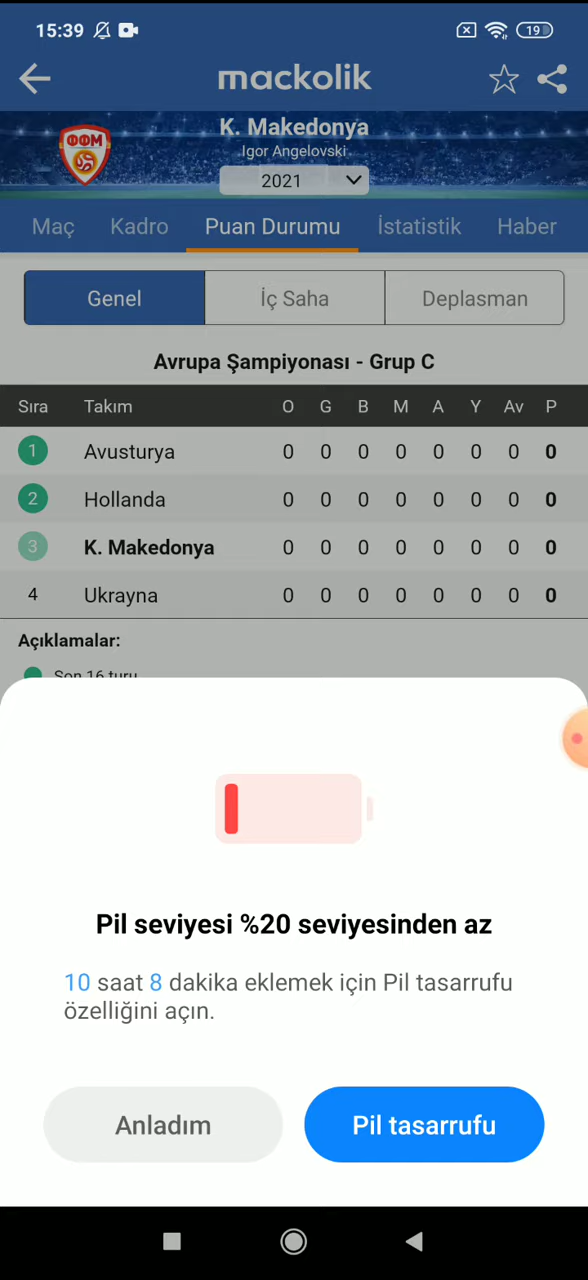 15:39
19
mackolik
ФФМ
K. Makedonya
Igor Angelovski
2021
Maç Kadro Puan Durumu İstatistik Haber
Genel İç Saha Deplasman
Avrupa Şampiyonası - Grup C
Sıra Takım O G B M A Y Av P
1 Avusturya 0 0 0 0 0 0 0 0
2 Hollanda 0 0 0 0 0 0 0 0
3 K. Makedonya 0 0 0 0 0 0 0 0
4 Ukrayna 0 0 0 0 0 0 0 0
Açıklamalar:
Son 16 turu
Pil seviyesi %20 seviyesinden az
10 saat 8 dakika eklemek için Pil tasarrufu
özelliğini açın.
Anladım Pil tasarrufu